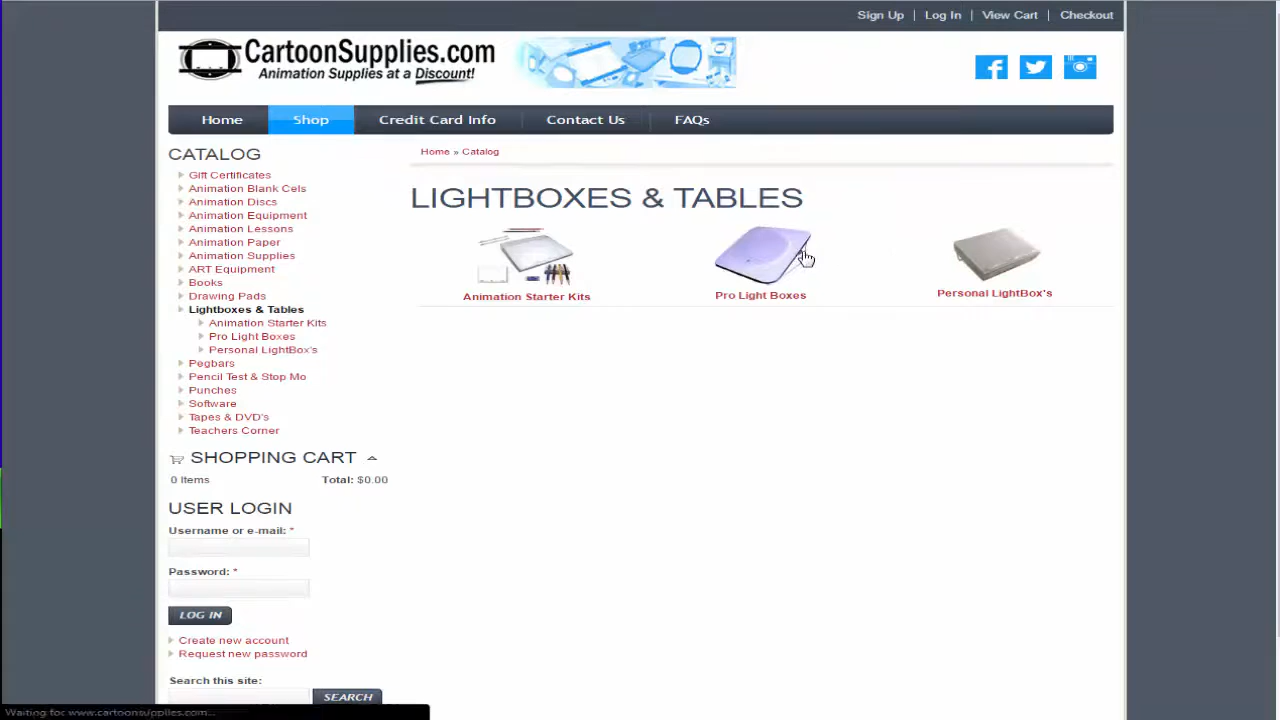 Sign Up | Log In | View Cart | Checkout
CartoonSupplies.com
Animation Supplies at a Discount!
Home
Shop
Credit Card Info
Contact Us
FAQs
CATALOG
Gift Certificates
Animation Blank Cels
Animation Discs
Animation Equipment
Animation Lessons
Animation Paper
Animation Supplies
ART Equipment
Books
Drawing Pads
Lightboxes & Tables
Animation Starter Kits
Pro Light Boxes
Personal LightBox's
Pegbars
Pencil Test & Stop Mo
Punches
Software
Tapes & DVD's
Teachers Corner
SHOPPING CART
0 Items Total: $0.00
USER LOGIN
Username or e-mail: *
Password: *
LOG IN
Create new account
Request new password
Search this site:
SEARCH
Waiting for www.cartoonsupplies.com...
Home » Catalog
LIGHTBOXES & TABLES
Animation Starter Kits
Pro Light Boxes
Personal LightBox's